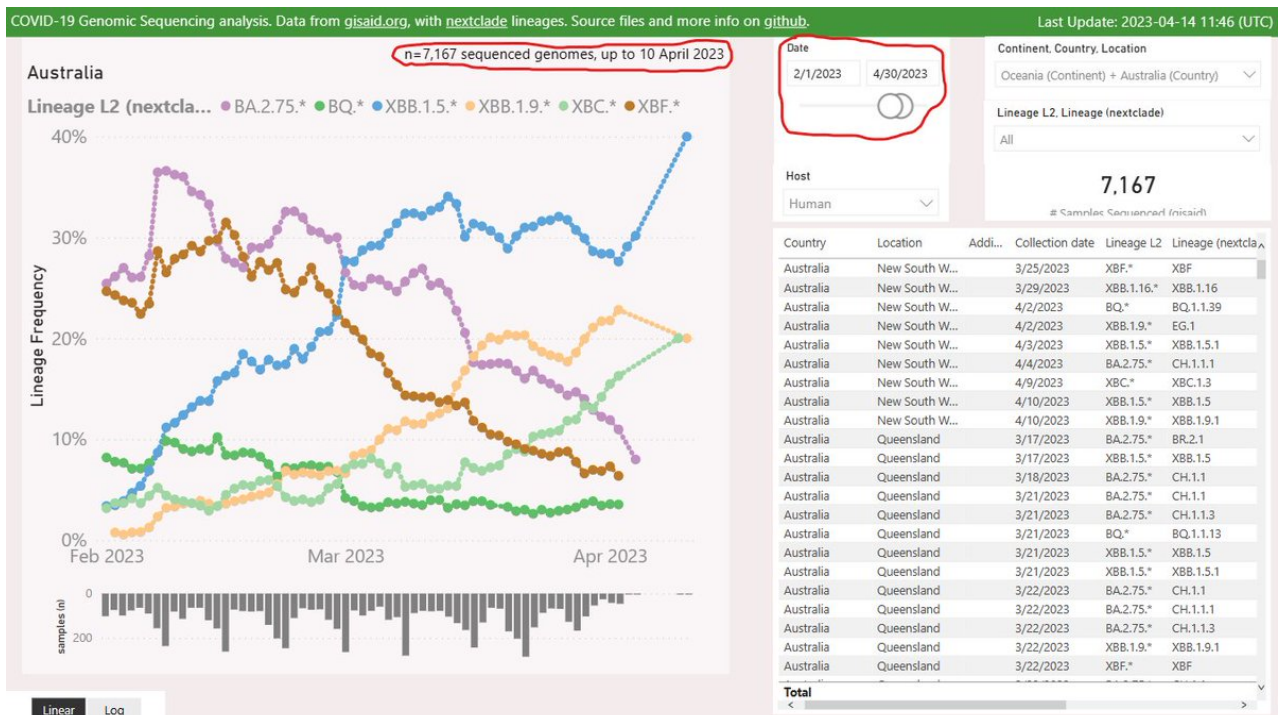 COVID-19 Genomic Sequencing analysis. Data from gisaid.org, with nextclade lineages. Source files and more info on github.
Last Update: 2023-04-14 11:46 (UTC)
n=7,167 sequenced genomes, up to 10 April 2023
Australia
Lineage L2 (nextcla... BA.2.75.* BQ.* XBB.1.5.* XBB.1.9.* XBC.* XBF.*
40%
30%
20%
10%
0%
Lineage Frequency
Feb 2023 Mar 2023 Apr 2023
0
200
samples (n)
Linear Log
Date
2/1/2023 4/30/2023
Host
Human
Continent, Country, Location
Oceania (Continent) + Australia (Country)
Lineage L2, Lineage (nextclade)
All
7,167
# Samples Sequenced (gisaid)
Country Location Addi... Collection date Lineage L2 Lineage (nextcla
Australia New South W... 3/25/2023 XBF.* XBF
Australia New South W... 3/29/2023 XBB.1.16.* XBB.1.16
Australia New South W... 4/2/2023 BQ.* BQ.1.1.39
Australia New South W... 4/2/2023 XBB.1.9.* EG.1
Australia New South W... 4/3/2023 XBB.1.5.* XBB.1.5.1
Australia New South W... 4/4/2023 BA.2.75.* CH.1.1.1
Australia New South W... 4/9/2023 XBC.* XBC.1.3
Australia New South W... 4/10/2023 XBB.1.5.* XBB.1.5
Australia New South W... 4/10/2023 XBB.1.9.* XBB.1.9.1
Australia Queensland 3/17/2023 BA.2.75.* BR.2.1
Australia Queensland 3/17/2023 XBB.1.5.* XBB.1.5
Australia Queensland 3/18/2023 BA.2.75.* CH.1.1
Australia Queensland 3/21/2023 BA.2.75.* CH.1.1
Australia Queensland 3/21/2023 BA.2.75.* CH.1.1.3
Australia Queensland 3/21/2023 BQ.* BQ.1.1.13
Australia Queensland 3/21/2023 XBB.1.5.* XBB.1.5
Australia Queensland 3/21/2023 XBB.1.5.* XBB.1.5.1
Australia Queensland 3/22/2023 BA.2.75.* CH.1.1
Australia Queensland 3/22/2023 BA.2.75.* CH.1.1.1
Australia Queensland 3/22/2023 BA.2.75.* CH.1.1.3
Australia Queensland 3/22/2023 XBB.1.9.* XBB.1.9.1
Australia Queensland 3/22/2023 XBF.* XBF
Total